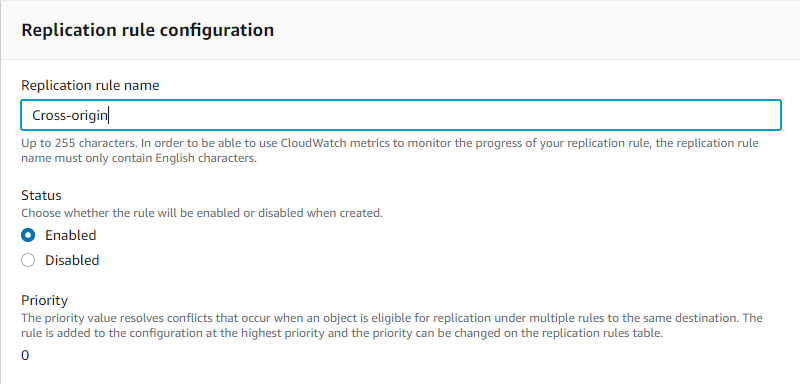 Replication rule configuration
Replication rule name
Cross-origin
Up to 255 characters. In order to be able to use CloudWatch metrics to monitor the progress of your replication rule, the replication rule
name must only contain English characters.
Status
Choose whether the rule will be enabled or disabled when created.
Enabled
Disabled
Priority
The priority value resolves conflicts that occur when an object is eligible for replication under multiple rules to the same destination. The
rule is added to the configuration at the highest priority and the priority can be changed on the replication rules table.
0